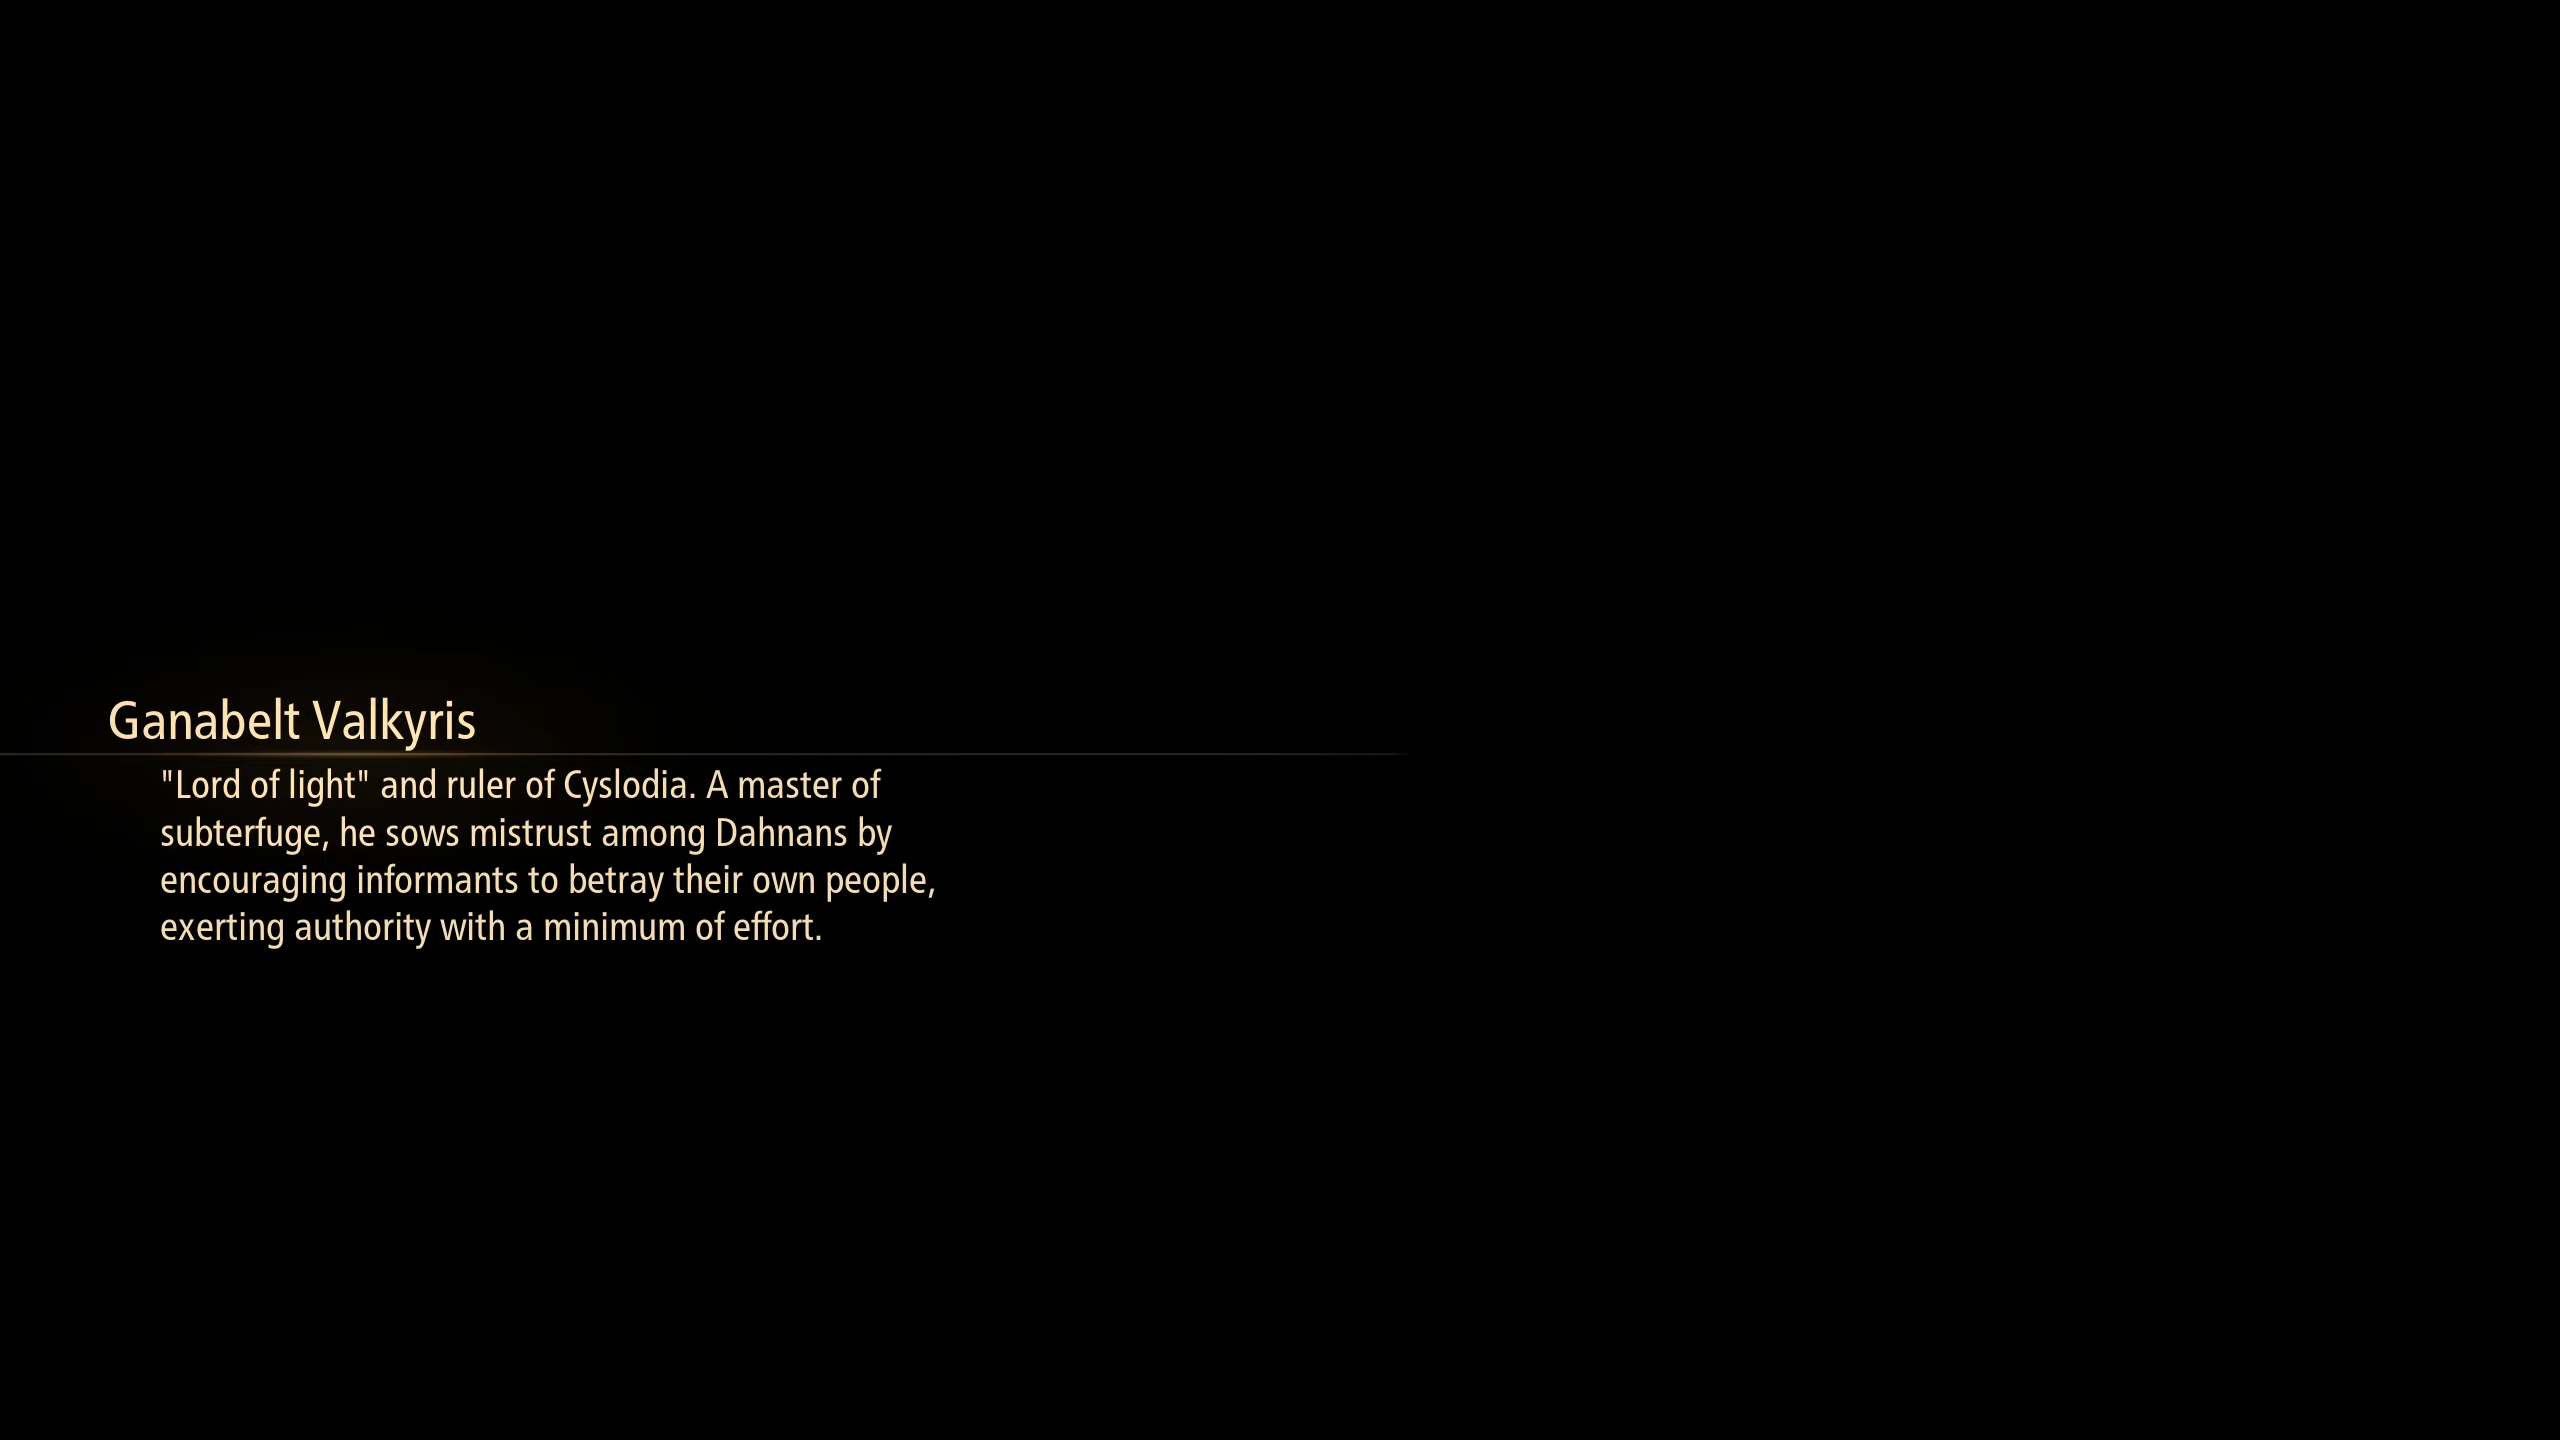 Ganabelt Valkyris
"Lord of light" and ruler of Cyslodia. A master of
subterfuge, he sows mistrust among Dahnans by
encouraging informants to betray their own people,
exerting authority with a minimum of effort.